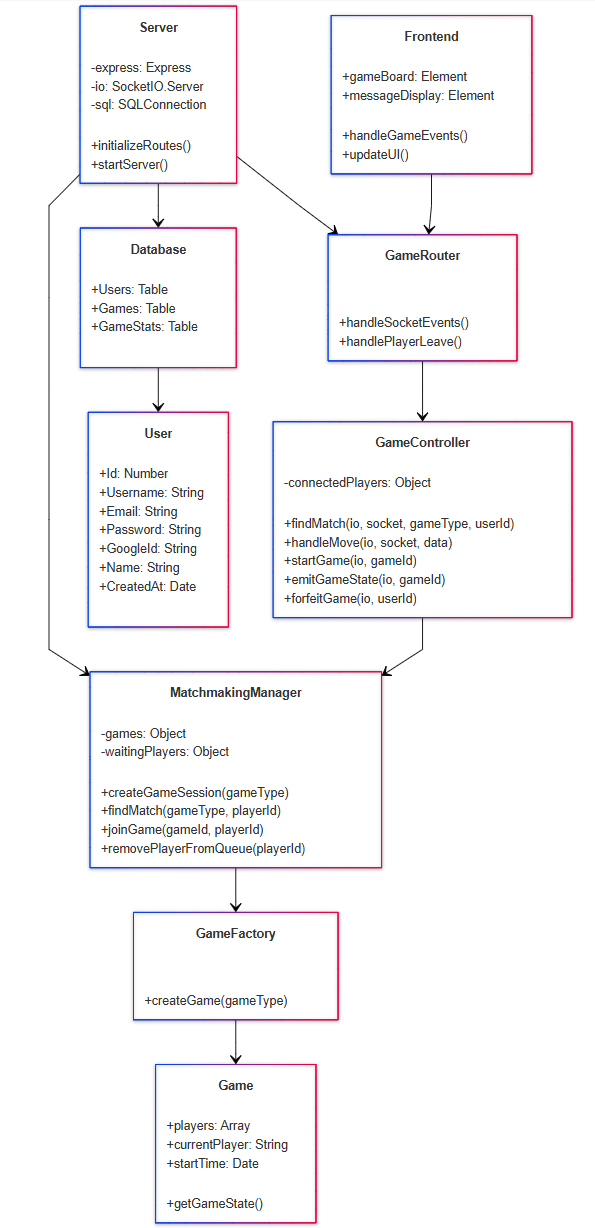 Server
-express: Express
-io: SocketIO.Server
-sql: SQLConnection
+initializeRoutes()
+startServer()
Frontend
+gameBoard: Element
+messageDisplay: Element
+handleGameEvents()
+updateUI()
Database
+Users: Table
+Games: Table
+GameStats: Table
GameRouter
+handleSocketEvents()
+handlePlayerLeave()
User
+Id: Number
+Username: String
+Email: String
+Password: String
+GoogleId: String
+Name: String
+CreatedAt: Date
GameController
-connectedPlayers: Object
+findMatch(io, socket, gameType, userId)
+handleMove(io, socket, data)
+startGame(io, gameId)
+emitGameState(io, gameId)
+forfeitGame(io, userId)
MatchmakingManager
-games: Object
-waitingPlayers: Object
+createGameSession(gameType)
+findMatch(gameType, playerId)
+joinGame(gameId, playerId)
+removePlayerFromQueue(playerId)
GameFactory
+createGame(gameType)
Game
+players: Array
+currentPlayer: String
+startTime: Date
+getGameState()